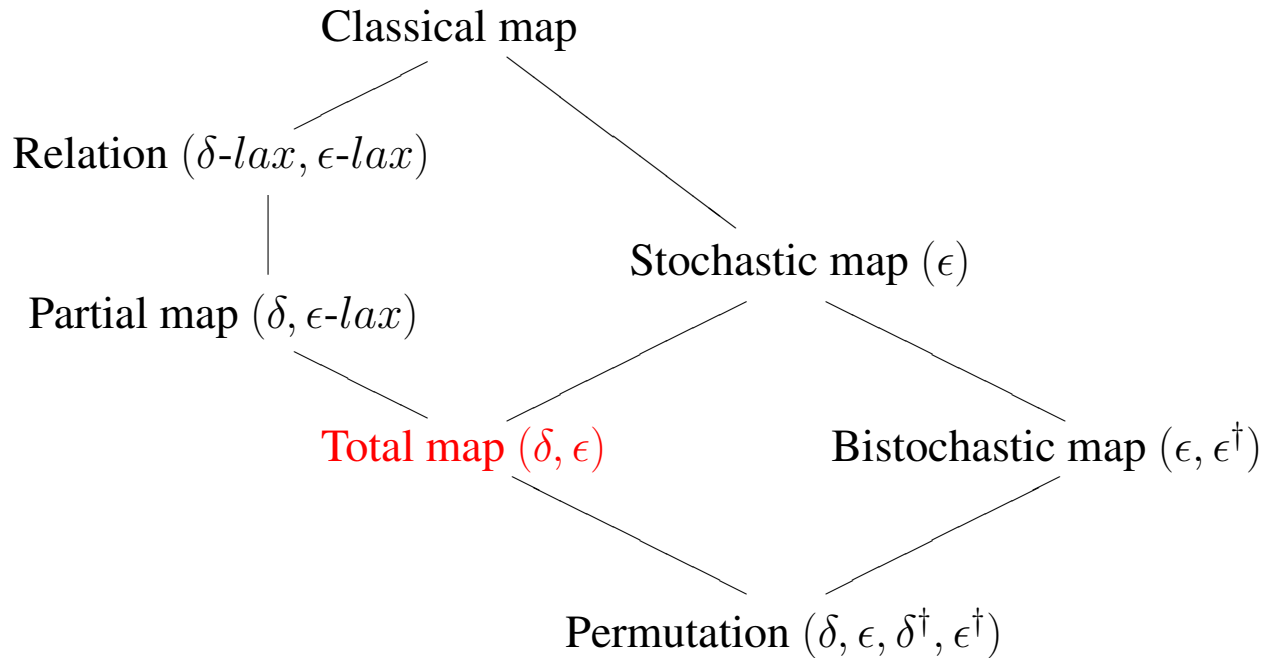 Classical map
Relation (δ-lax, ϵ-lax)
Stochastic map (ϵ)
Partial map (δ, ϵ-lax)
Total map (δ, ϵ)
Bistochastic map (ϵ, ϵ†)
Permutation (δ, ϵ, δ†, ϵ†)